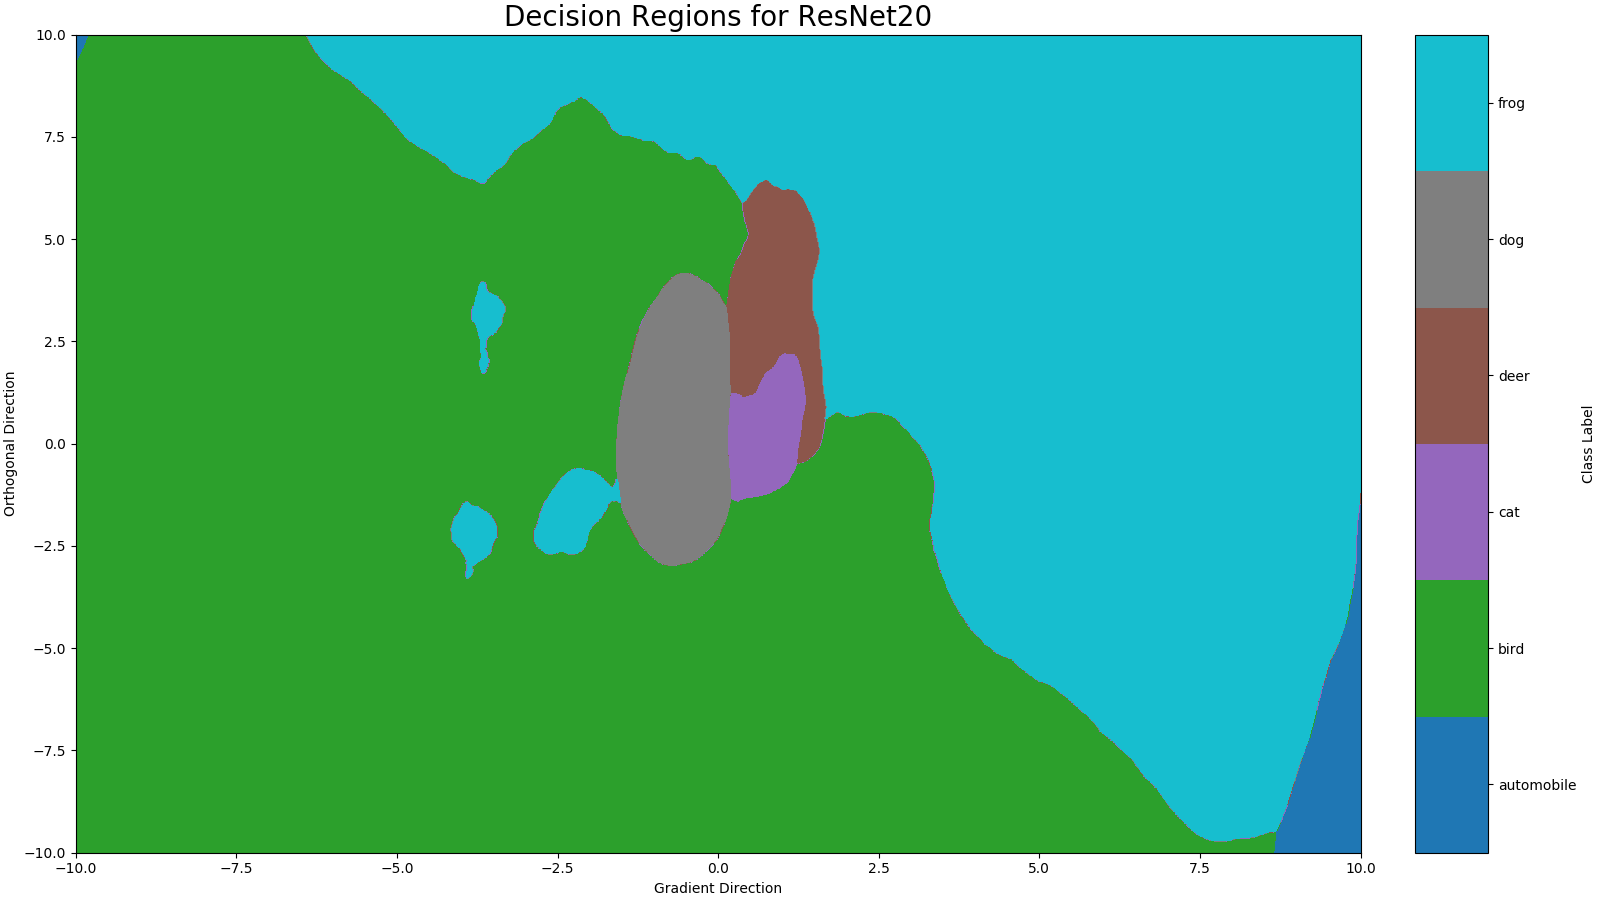 Decision Regions for ResNet20
10.0
7.5
5.0
2.5
0.0
−2.5
−5.0
−7.5
−10.0
Orthogonal Direction
−10.0 −7.5 −5.0 −2.5 0.0 2.5 5.0 7.5 10.0
Gradient Direction
frog
dog
deer
cat
bird
automobile
Class Label